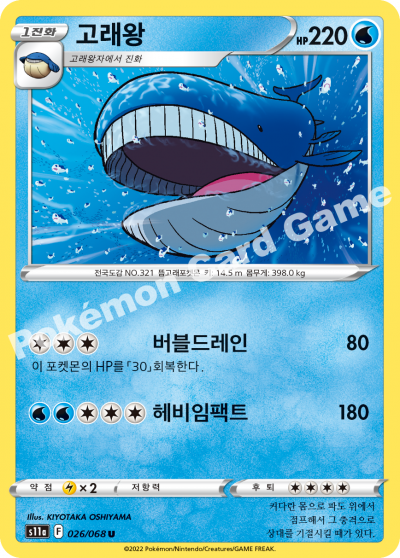 1진화
고래왕
HP 220
고래왕자에서 진화
전국도감 NO.321 뜸고래포켓몬 키: 14.5 m 몸무게: 398.0 kg
버블드레인 80
이 포켓몬의 HP를 「30」회복한다.
헤비임팩트 180
약점 ×2 저항력 후퇴
Illus. KIYOTAKA OSHIYAMA
s11a F 026/068 U
커다란 몸으로 파도 위에서
점프해서 그 충격으로
상대를 기절시킬 때가 있다.
©2022 Pokémon/Nintendo/Creatures/GAME FREAK.
Pokémon Card Game